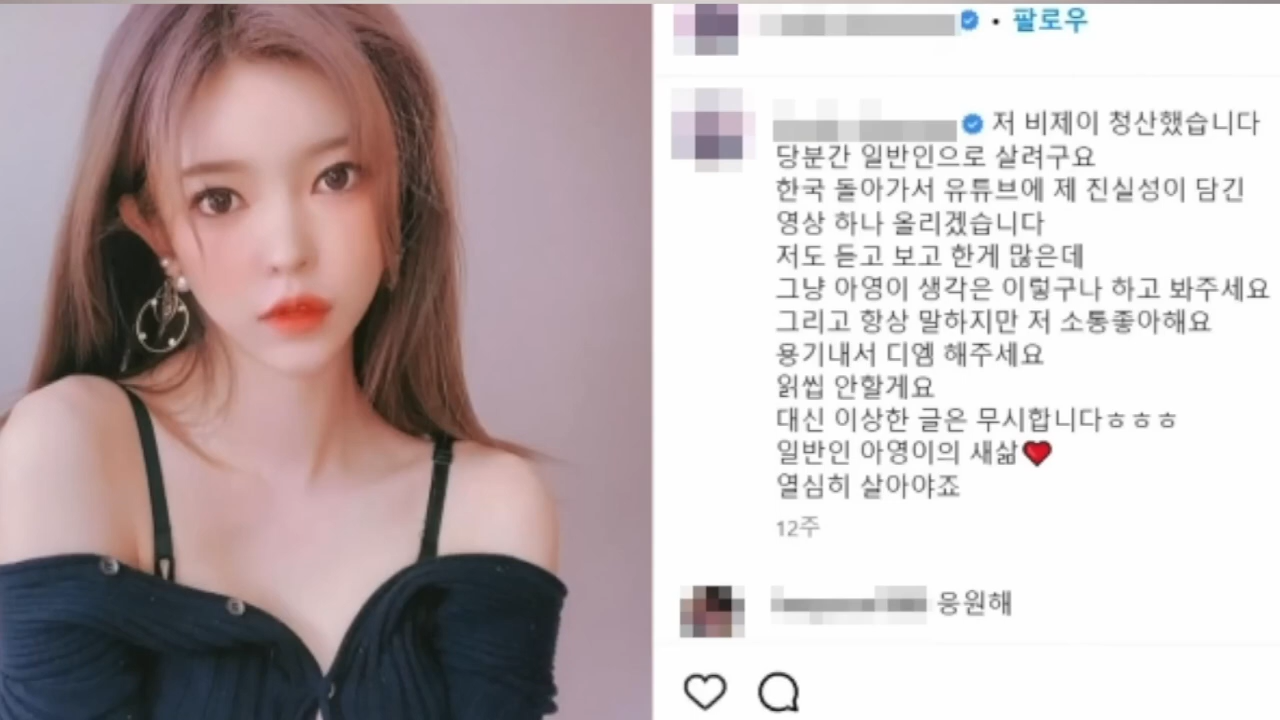 팔로우
저 비제이 청산했습니다
당분간 일반인으로 살려구요
한국 돌아가서 유튜브에 제 진실성이 담긴
영상 하나 올리겠습니다
저도 듣고 보고 한게 많은데
그냥 아영이 생각은 이렇구나 하고 봐주세요
그리고 항상 말하지만 저 소통좋아해요
용기내서 디엠 해주세요
읽씹 안할게요
대신 이상한 글은 무시합니다ㅎㅎㅎ
일반인 아영이의 새삶❤️
열심히 살아야죠
12주
응원해